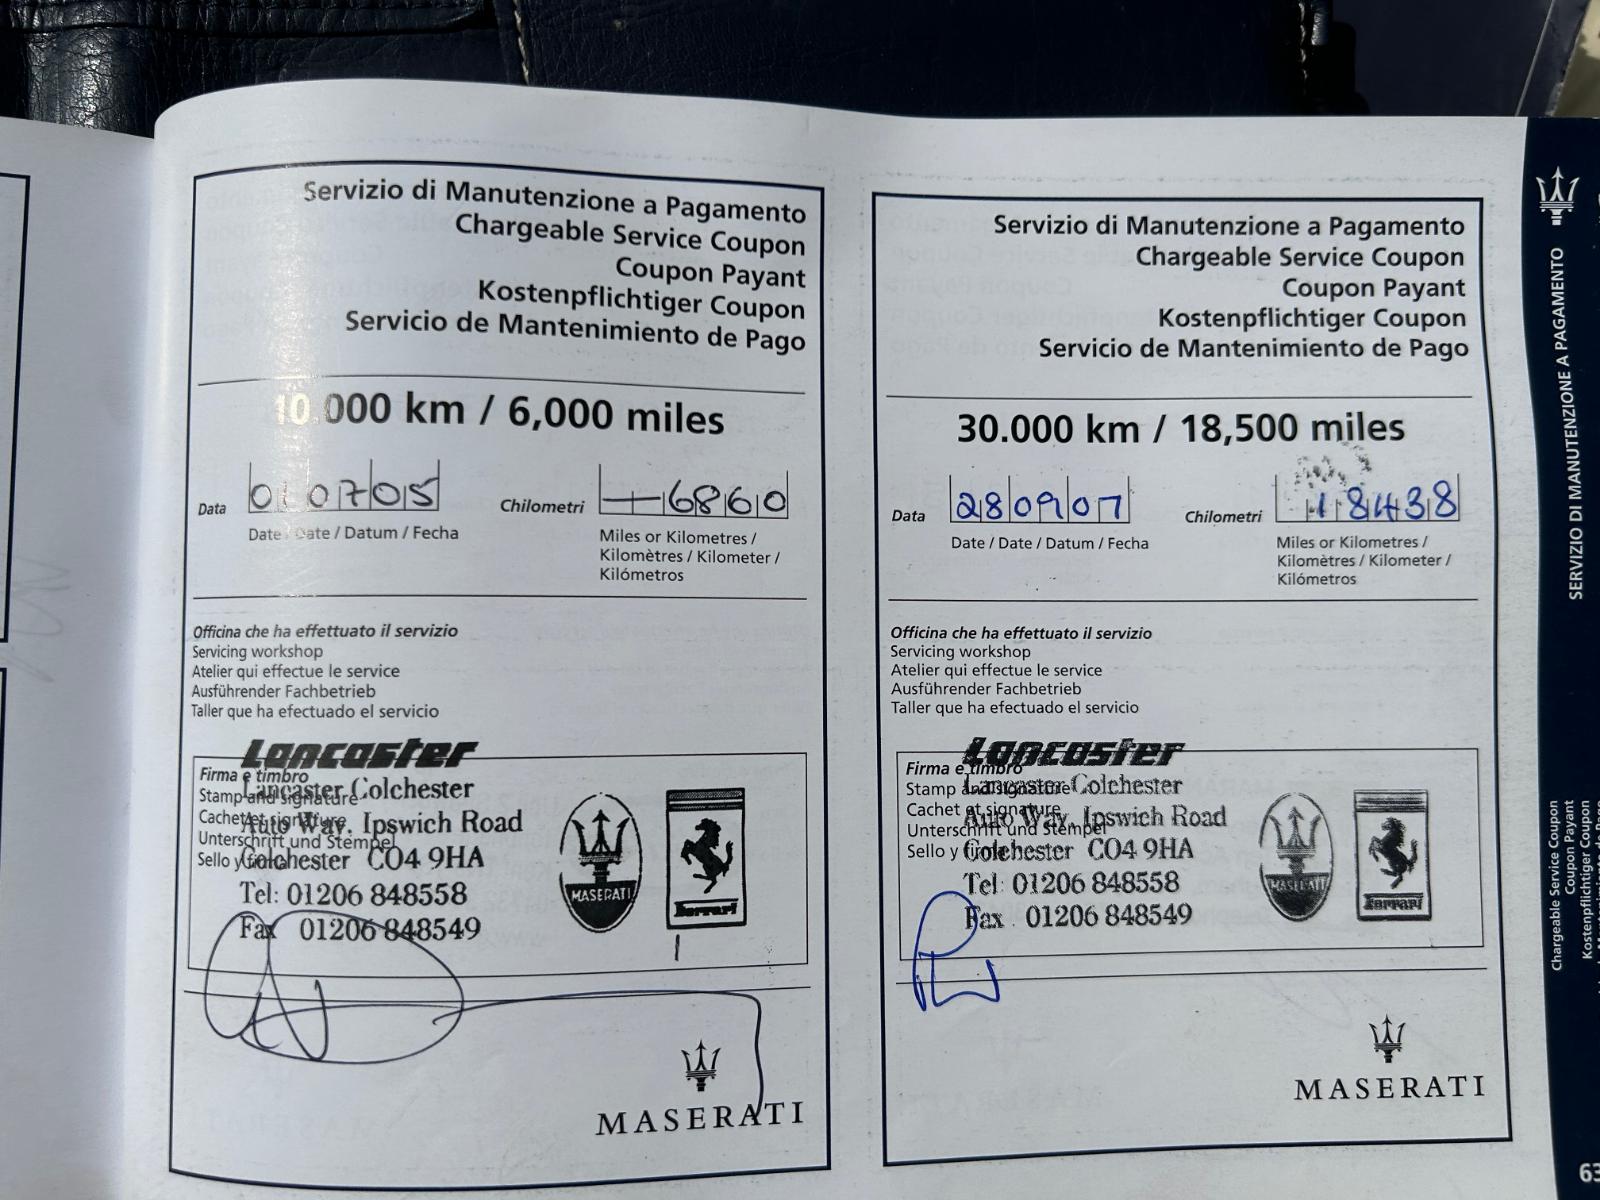 Servizio di Manutenzione a Pagamento
Chargeable Service Coupon
Coupon Payant
Kostenpflichtiger Coupon
Servicio de Mantenimiento de Pago
10.000 km / 6,000 miles
Data 010705 Chilometri 6860
Date / Date / Datum / Fecha
Miles or Kilometres /
Kilomètres / Kilometer /
Kilómetros
Officina che ha effettuato il servizio
Servicing workshop
Atelier qui effectue le service
Ausführender Fachbetrieb
Taller que ha efectuado el servicio
Lancaster
Firma e timbro
Stamp and signature
Cachet et signature
Unterschrift und Stempel
Sello y
Lancaster Colchester
Auto Way, Ipswich Road
Colchester CO4 9HA
Tel: 01206 848558
Fax 01206 848549
MASERATI
Ferrari
MASERATI
Servizio di Manutenzione a Pagamento
Chargeable Service Coupon
Coupon Payant
Kostenpflichtiger Coupon
Servicio de Mantenimiento de Pago
30.000 km / 18,500 miles
Data 280907 Chilometri 18438
Date / Date / Datum / Fecha
Miles or Kilometres /
Kilomètres / Kilometer /
Kilómetros
Officina che ha effettuato il servizio
Servicing workshop
Atelier qui effectue le service
Ausführender Fachbetrieb
Taller que ha efectuado el servicio
Lancaster
Firma e timbro
Stamp and signature
Cachet et signature
Unterschrift und Stempel
Sello y
Lancaster Colchester
Auto Way, Ipswich Road
Colchester CO4 9HA
Tel: 01206 848558
Fax : 01206 848549
MASERATI
Ferrari
MASERATI
SERVIZIO DI MANUTENZIONE A PAGAMENTO
Chargeable Service Coupon
Coupon Payant
Kostenpflichtiger Coupon
63